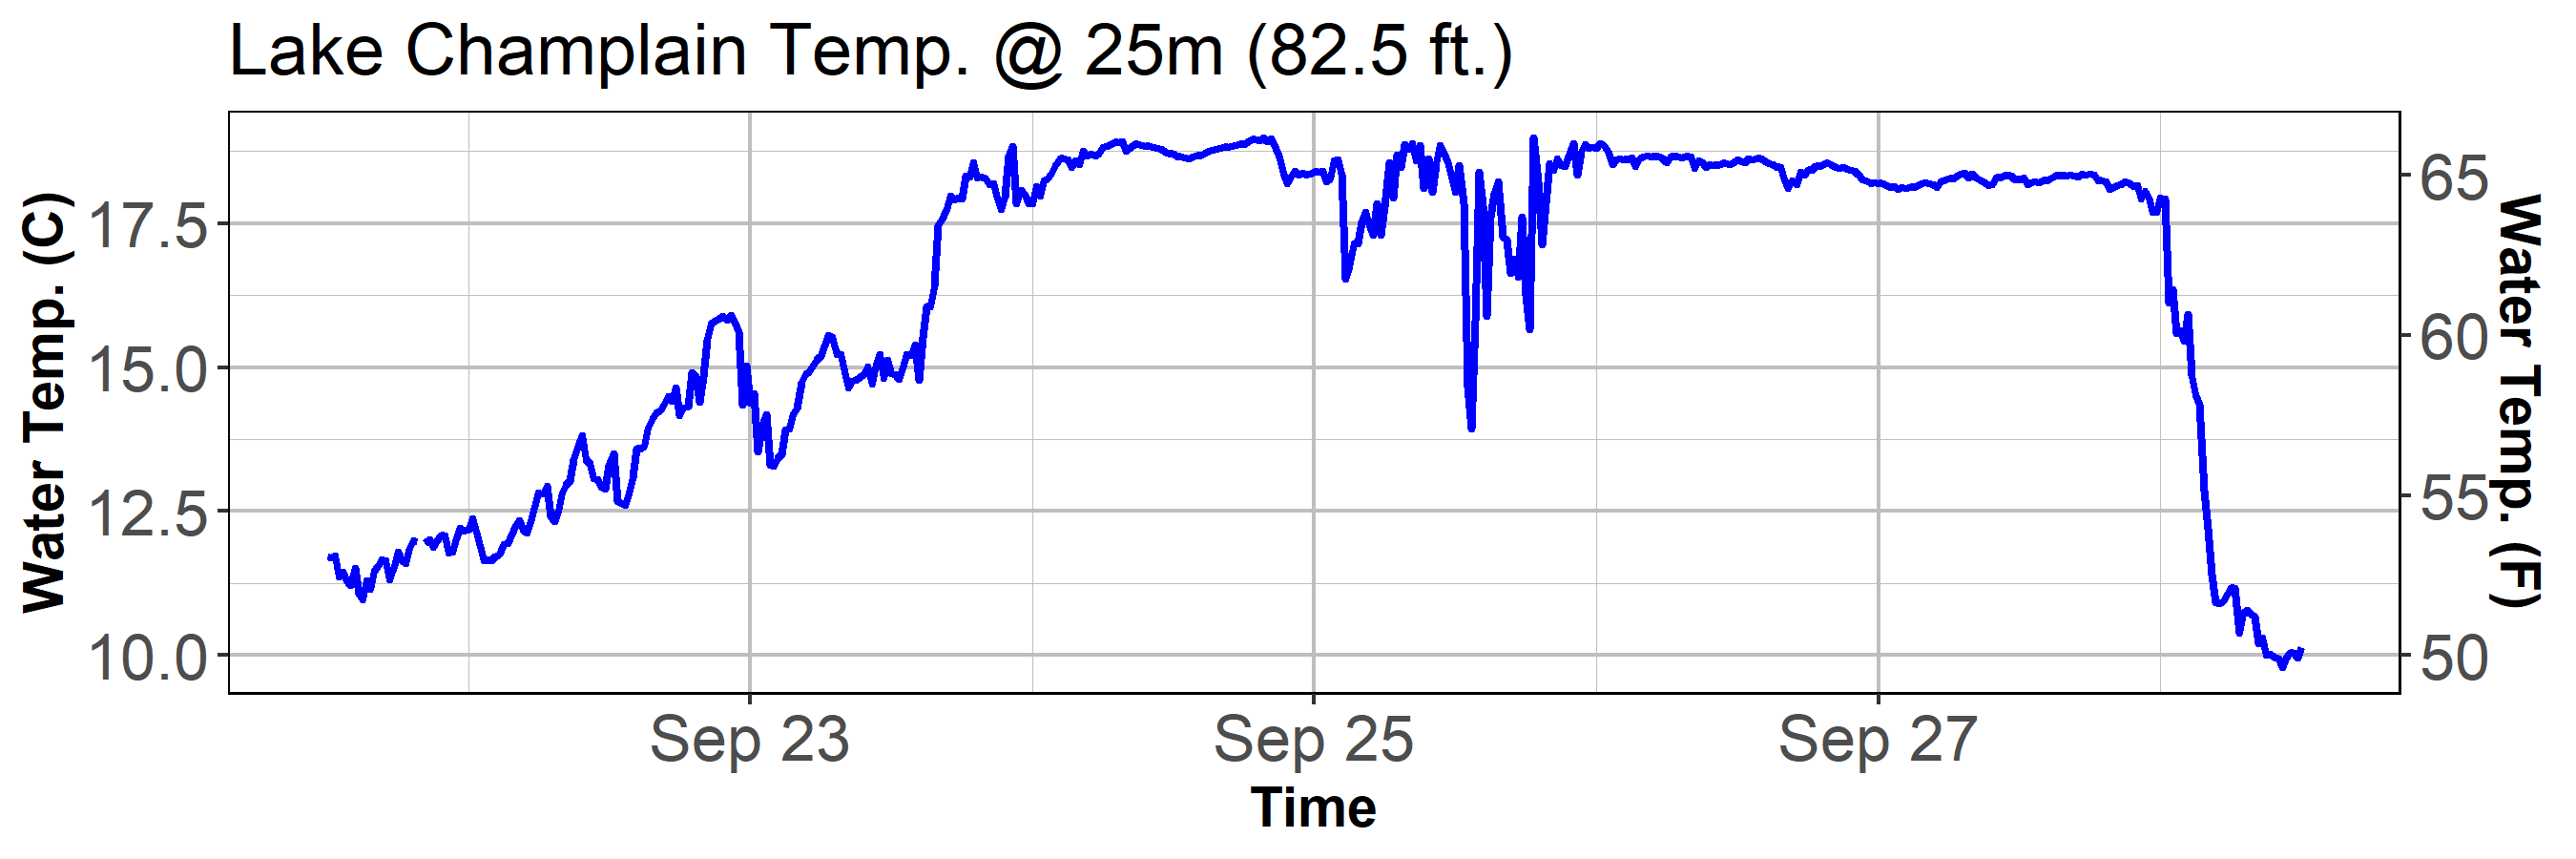 Lake Champlain Temp. @ 25m (82.5 ft.)
Water Temp. (C)
17.5
15.0
12.5
10.0
65
60
55
50
Water Temp. (F)
Sep 23
Sep 25
Sep 27
Time